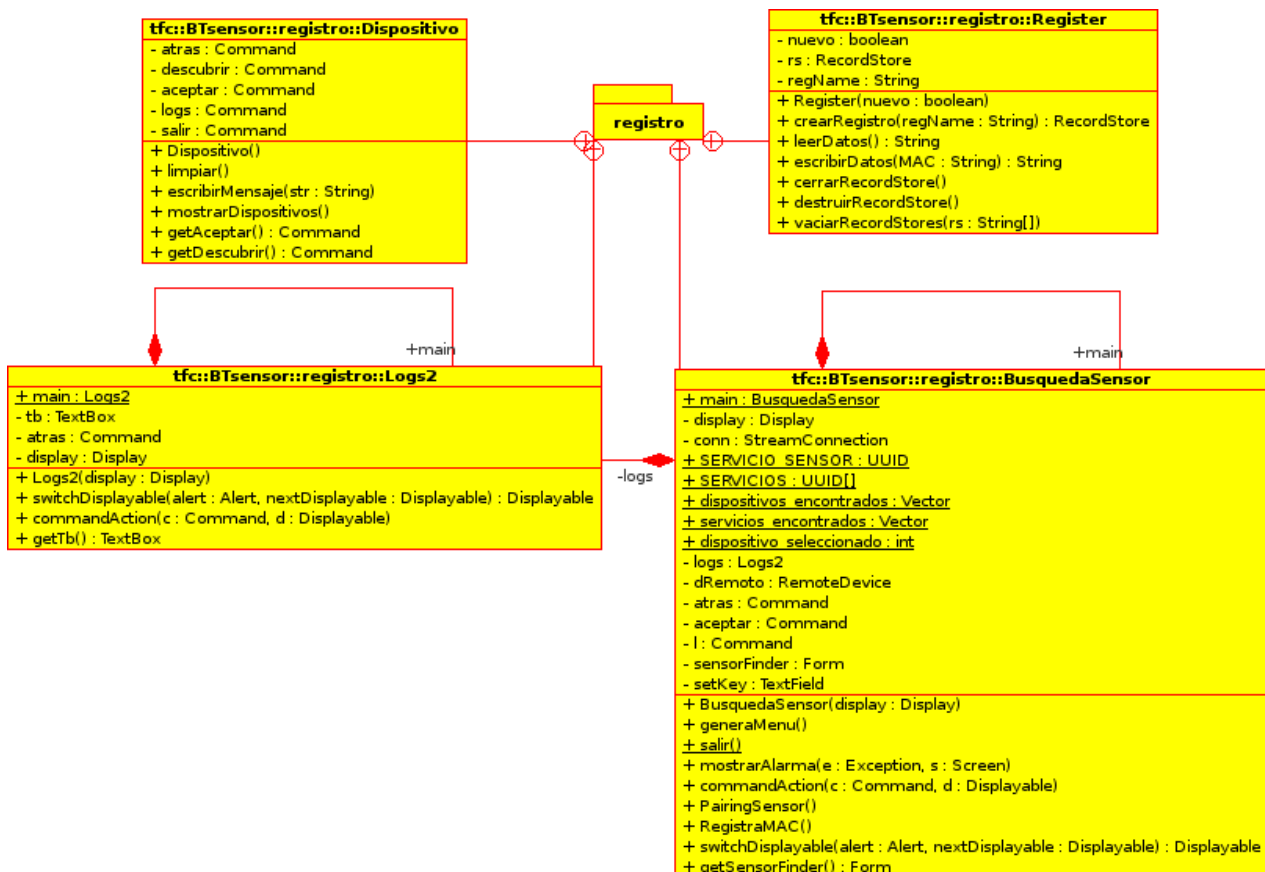 tfc::BTsensor::registro::Dispositivo
- atras : Command
- descubrir : Command
- aceptar : Command
- logs : Command
- salir : Command
+ Dispositivo()
+ limpiar()
+ escribirMensaje(str : String)
+ mostrarDispositivos()
+ getAceptar() : Command
+ getDescubrir() : Command
registro
tfc::BTsensor::registro::Register
- nuevo : boolean
- rs : RecordStore
- regName : String
+ Register(nuevo : boolean)
+ crearRegistro(regName : String) : RecordStore
+ leerDatos() : String
+ escribirDatos(MAC : String) : String
+ cerrarRecordStore()
+ destruirRecordStore()
+ vaciarRecordStores(rs : String[])
+main
tfc::BTsensor::registro::Logs2
+ main : Logs2
- tb : TextBox
- atras : Command
- display : Display
+ Logs2(display : Display)
+ switchDisplayable(alert : Alert, nextDisplayable : Displayable) : Displayable
+ commandAction(c : Command, d : Displayable)
+ getTb() : TextBox
-logs
+main
tfc::BTsensor::registro::BusquedaSensor
+ main : BusquedaSensor
- display : Display
- conn : StreamConnection
+ SERVICIO_SENSOR : UUID
+ SERVICIOS : UUID[]
+ dispositivos_encontrados : Vector
+ servicios_encontrados : Vector
+ dispositivo_seleccionado : int
- logs : Logs2
- dRemoto : RemoteDevice
- atras : Command
- aceptar : Command
- l : Command
- sensorFinder : Form
- setKey : TextField
+ BusquedaSensor(display : Display)
+ generaMenu()
+ salir()
+ mostrarAlarma(e : Exception, s : Screen)
+ commandAction(c : Command, d : Displayable)
+ PairingSensor()
+ RegistraMAC()
+ switchDisplayable(alert : Alert, nextDisplayable : Displayable) : Displayable
+ getSensorFinder() : Form